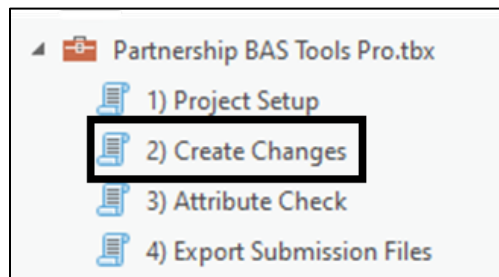 Partnership BAS Tools Pro.tbx
1) Project Setup
2) Create Changes
3) Attribute Check
4) Export Submission Files